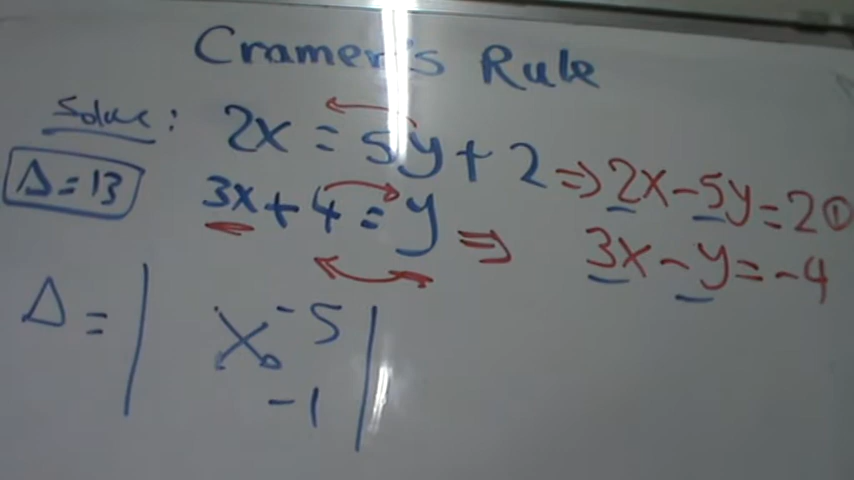 Cramer's Rule
Solve: 2x = 5y + 2 ⇒ 2x - 5y = 2 ①
Δ = 13
3x + 4 = y ⇒ 3x - y = -4
Δ = | x -5 |
-1